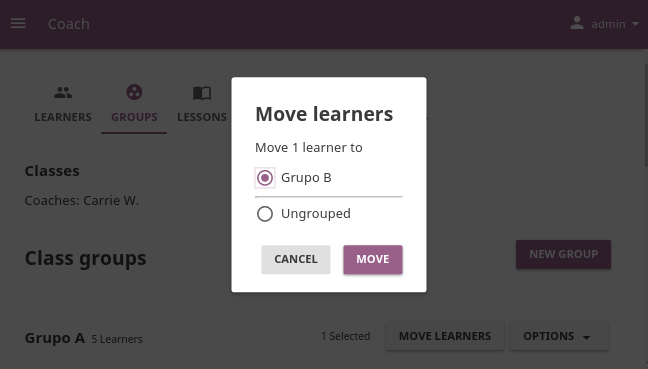 Coach
admin
LEARNERS
GROUPS
LESSONS
Classes
Coaches: Carrie W.
Class groups
NEW GROUP
Grupo A 5 Learners
1 Selected
MOVE LEARNERS
OPTIONS
Move learners
Move 1 learner to
Grupo B
Ungrouped
CANCEL
MOVE